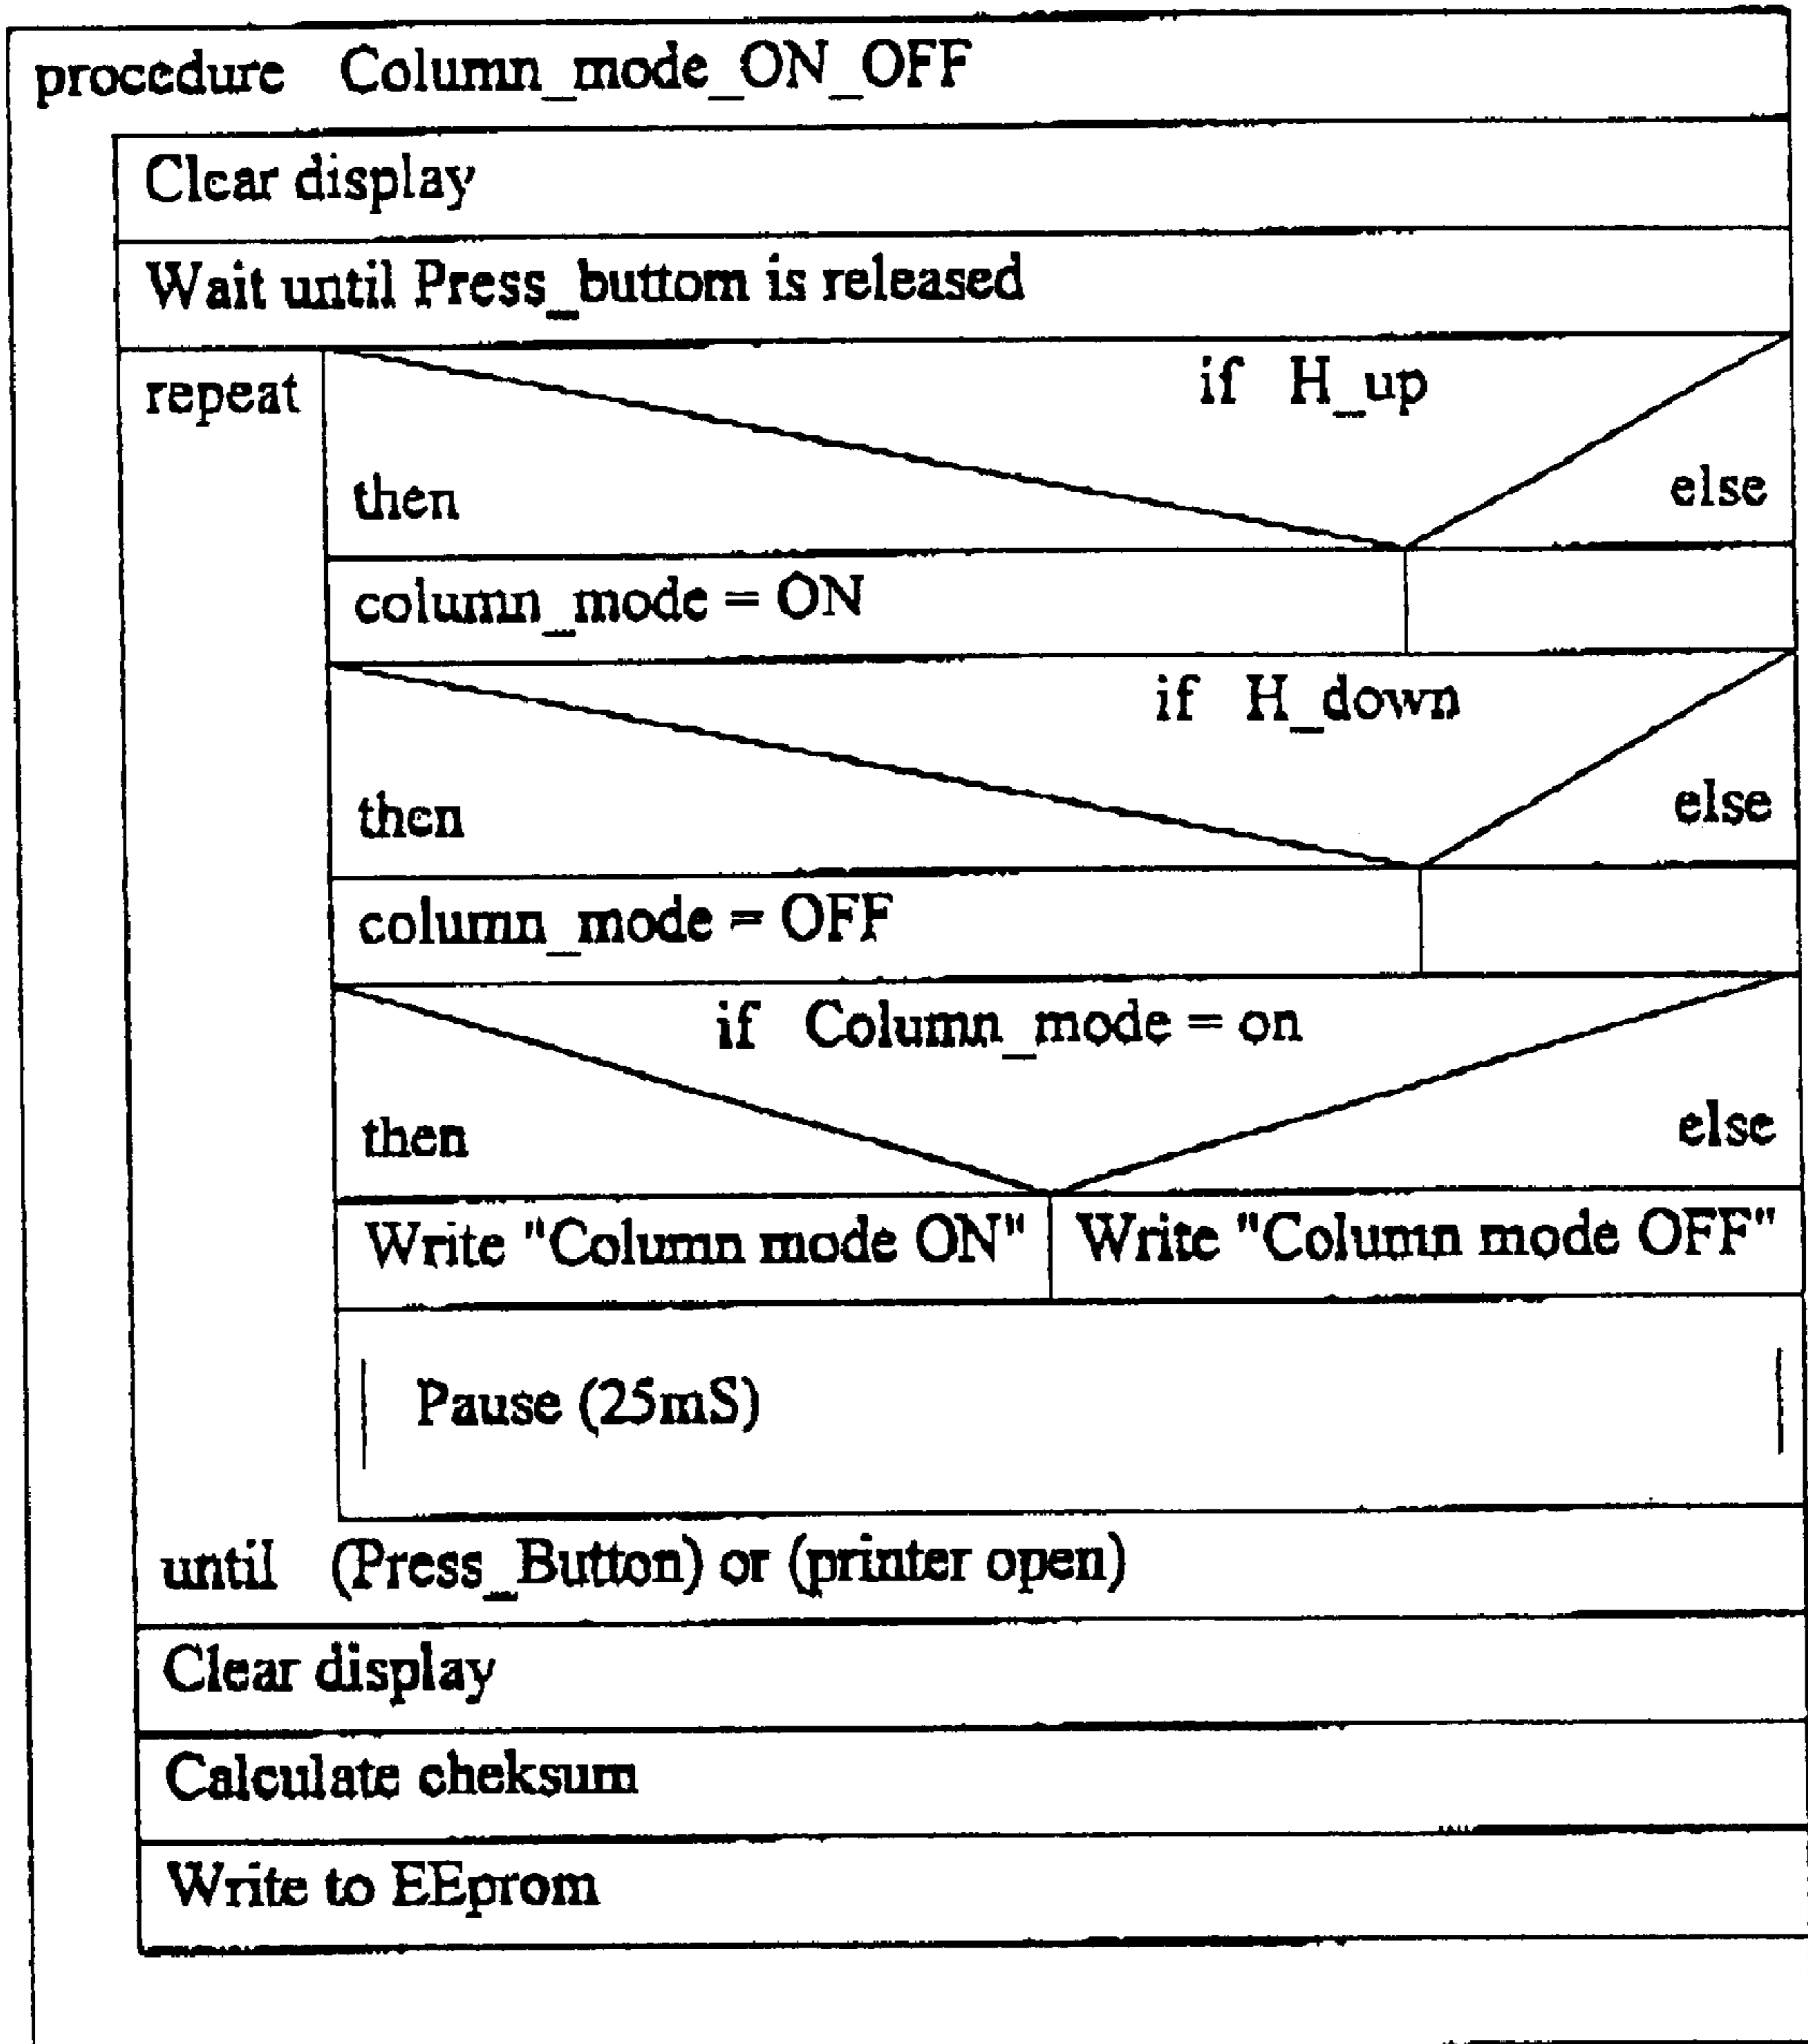 procedure Column_mode_ON_OFF
Clear display
Wait until Press_buttom is released
repeat
if H_up
then else
column_mode = ON
if H_down
then else
column_mode = OFF
if Column_mode = on
then else
Write "Column mode ON" Write "Column mode OFF"
Pause (25mS)
until (Press_Button) or (printer open)
Clear display
Calculate cheksum
Write to EEprom